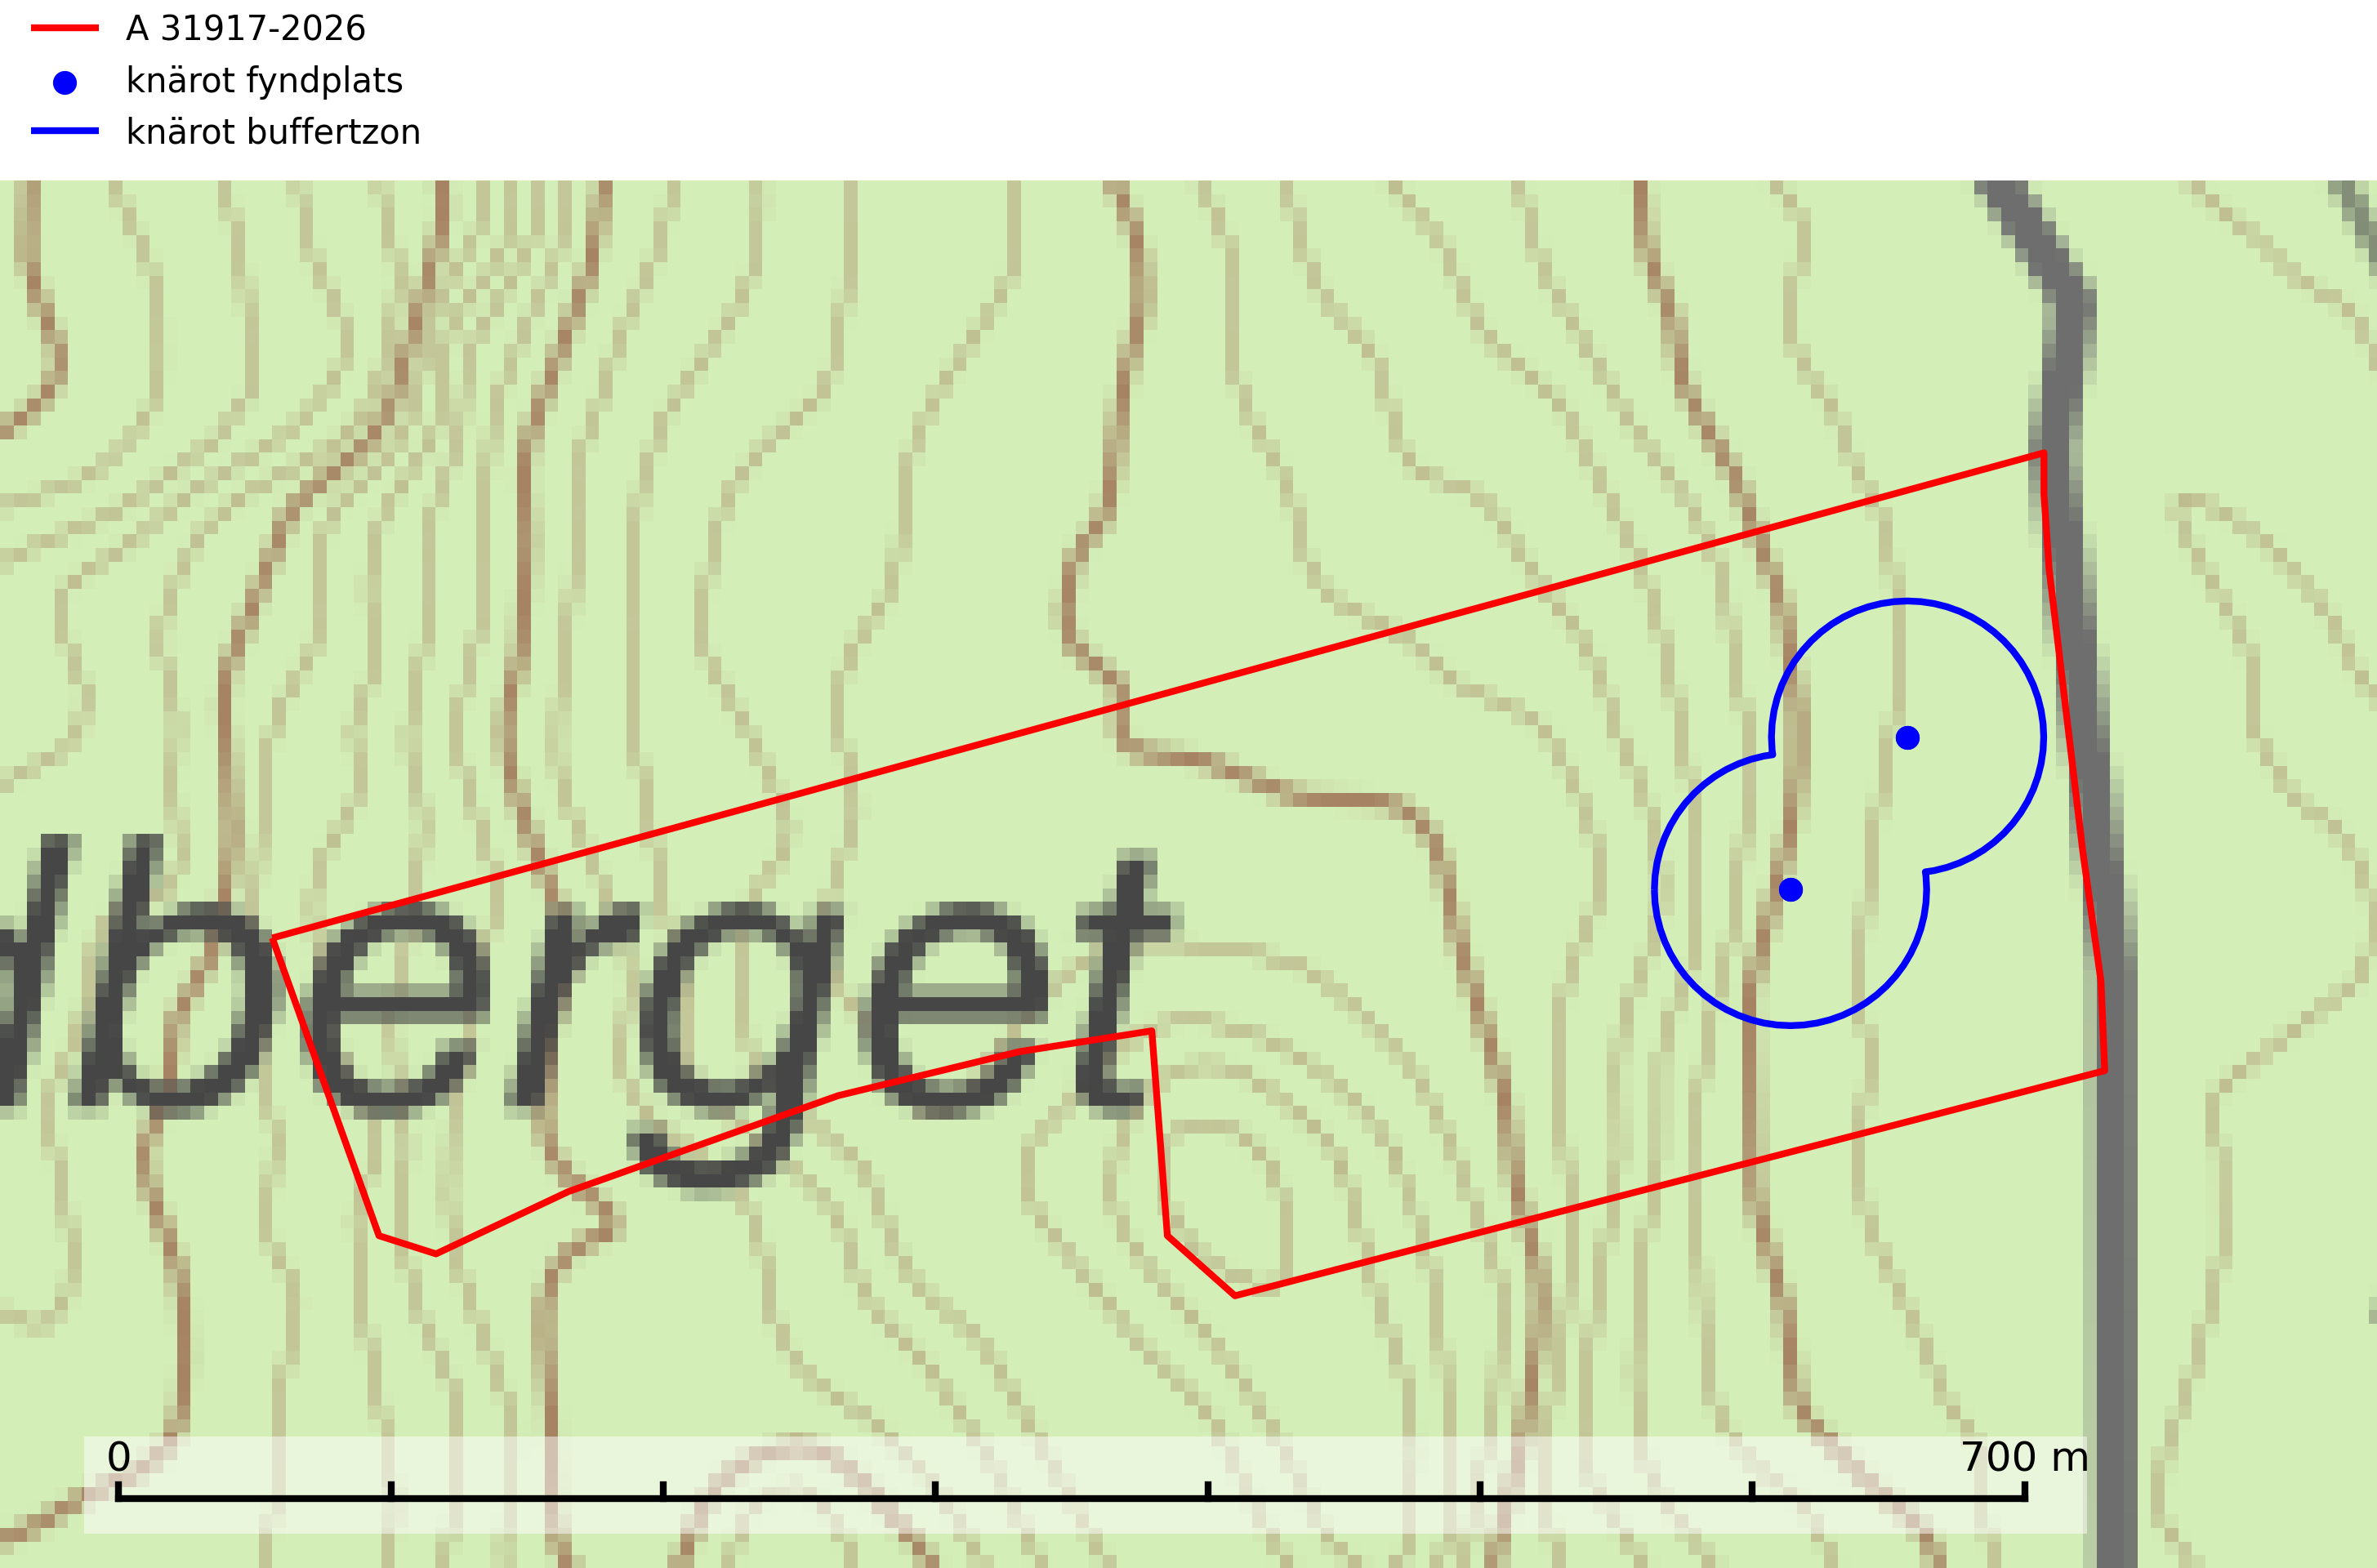 A 31917-2026
knärot fyndplats
knärot buffertzon
berget
0 700 m